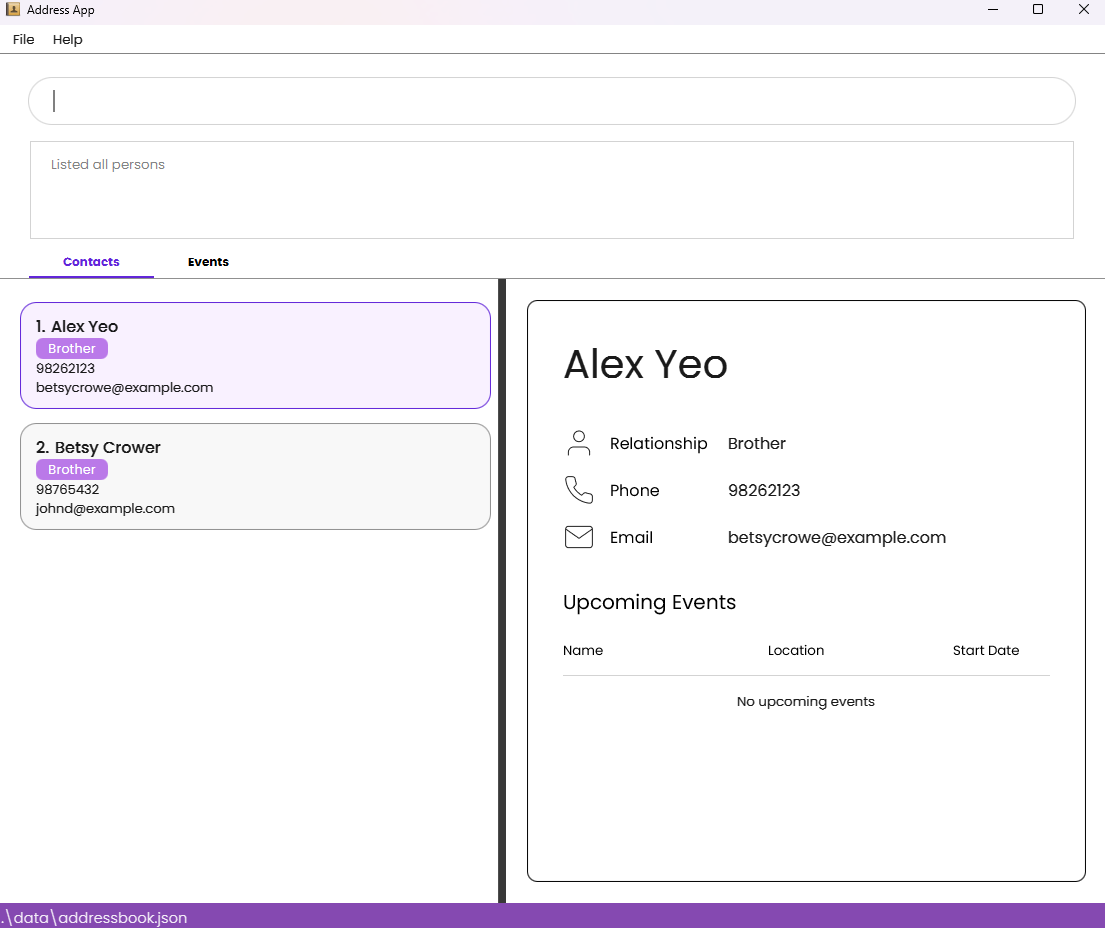 Address App
File Help
Listed all persons
Contacts Events
1. Alex Yeo
Brother
98262123
betsycrowe@example.com
2. Betsy Crower
Brother
98765432
johnd@example.com
Alex Yeo
Relationship Brother
Phone 98262123
Email betsycrowe@example.com
Upcoming Events
Name Location Start Date
No upcoming events
.\data\addressbook.json